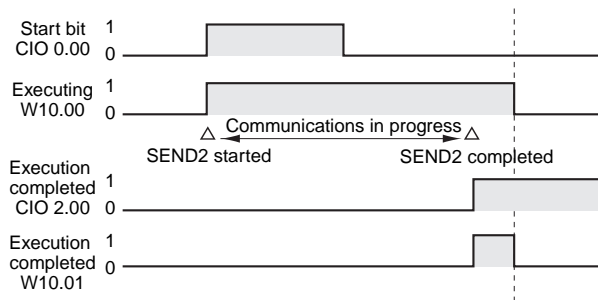 Start bit
CIO 0.00
1
0
Executing
W10.00
1
0
Communications in progress
SEND2 started
SEND2 completed
Execution
completed
CIO 2.00
1
0
Execution
completed
W10.01
1
0